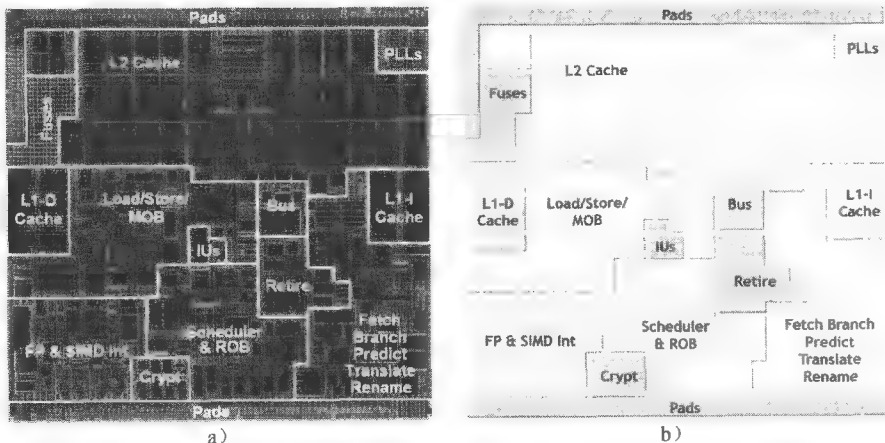 Pads
L2 Cache
PLLs
Fuses
L1-D
Cache
Load/Store/
MOB
Bus
L1-I
Cache
IUs
Retire
FP & SIMD Int
Scheduler
& ROB
Fetch
Branch
Predict
Translate
Rename
Crypt
Pads
a)
Pads
PLLs
L2 Cache
Fuses
L1-D
Cache
Load/Store/
MOB
Bus
L1-I
Cache
IUs
Retire
FP & SIMD Int
Scheduler
& ROB
Fetch Branch
Predict
Translate
Rename
Crypt
Pads
b)